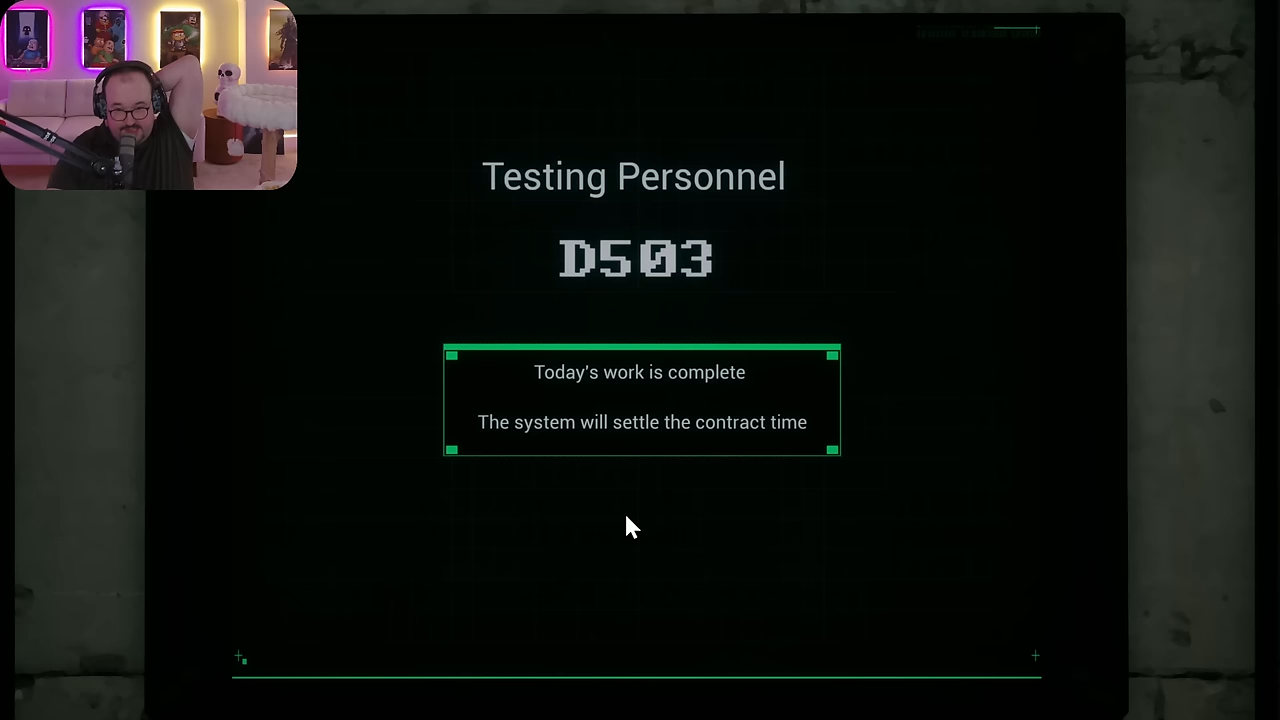 Testing Personnel
D503
Today's work is complete
The system will settle the contract time